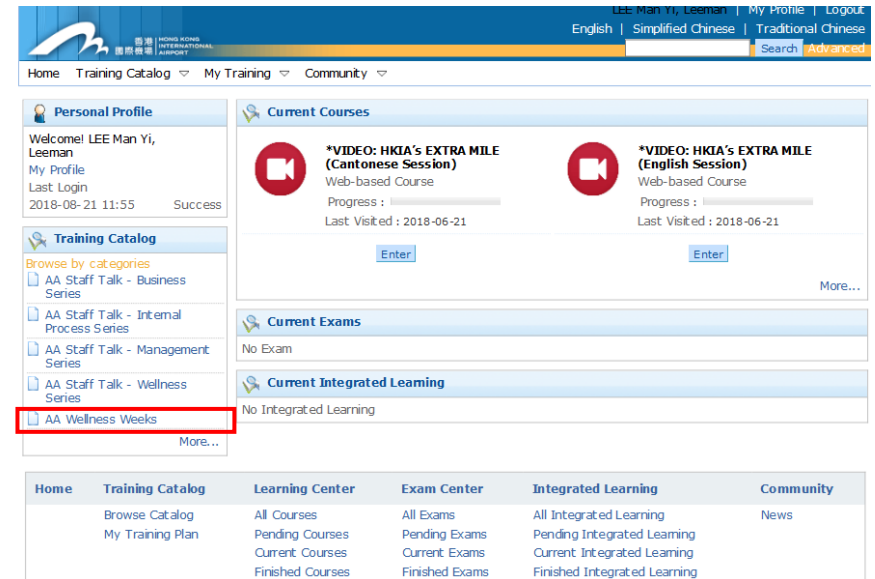 LEE Man Yi, Leeman | My Profile | Logout
English | Simplified Chinese | Traditional Chinese
香港 國際機場
HONG KONG
INTERNATIONAL
AIRPORT
Search Advanced
Home Training Catalog My Training Community
Personal Profile
Welcome! LEE Man Yi,
Leeman
My Profile
Last Login
2018-08-21 11:55 Success
Training Catalog
Browse by categories
AA Staff Talk - Business
Series
AA Staff Talk - Internal
Process Series
AA Staff Talk - Management
Series
AA Staff Talk - Wellness
Series
AA Wellness Weeks
More...
Current Courses
*VIDEO: HKIA's EXTRA MILE
(Cantonese Session)
Web-based Course
Progress :
Last Visited : 2018-06-21
Enter
*VIDEO: HKIA's EXTRA MILE
(English Session)
Web-based Course
Progress :
Last Visited : 2018-06-21
Enter
More...
Current Exams
No Exam
Current Integrated Learning
No Integrated Learning
Home Training Catalog Learning Center Exam Center Integrated Learning Community
Browse Catalog All Courses All Exams All Integrated Learning News
My Training Plan Pending Courses Pending Exams Pending Integrated Learning
Current Courses Current Exams Current Integrated Learning
Finished Courses Finished Exams Finished Integrated Learning